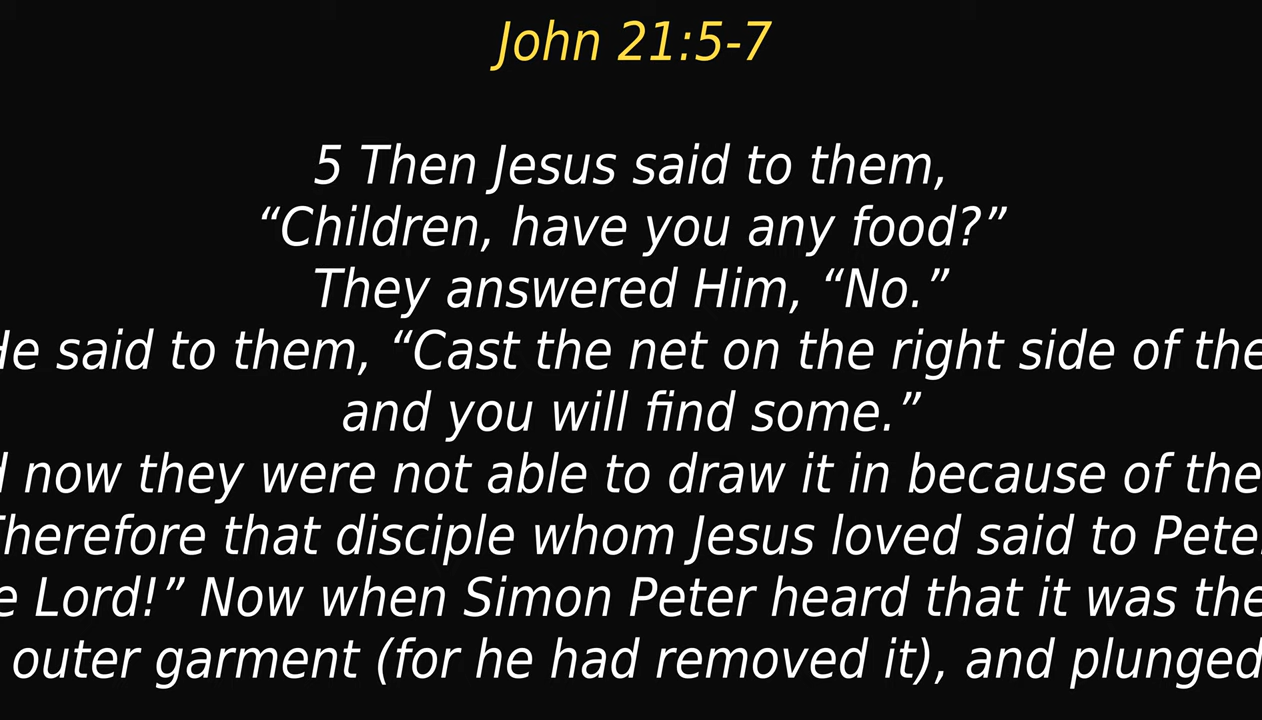 John 21:5-7
5 Then Jesus said to them,
“Children, have you any food?”
They answered Him, “No.”
He said to them, “Cast the net on the right side of the
and you will find some.”
now they were not able to draw it in because of the
Therefore that disciple whom Jesus loved said to Peter
Lord!” Now when Simon Peter heard that it was the
outer garment (for he had removed it), and plunged